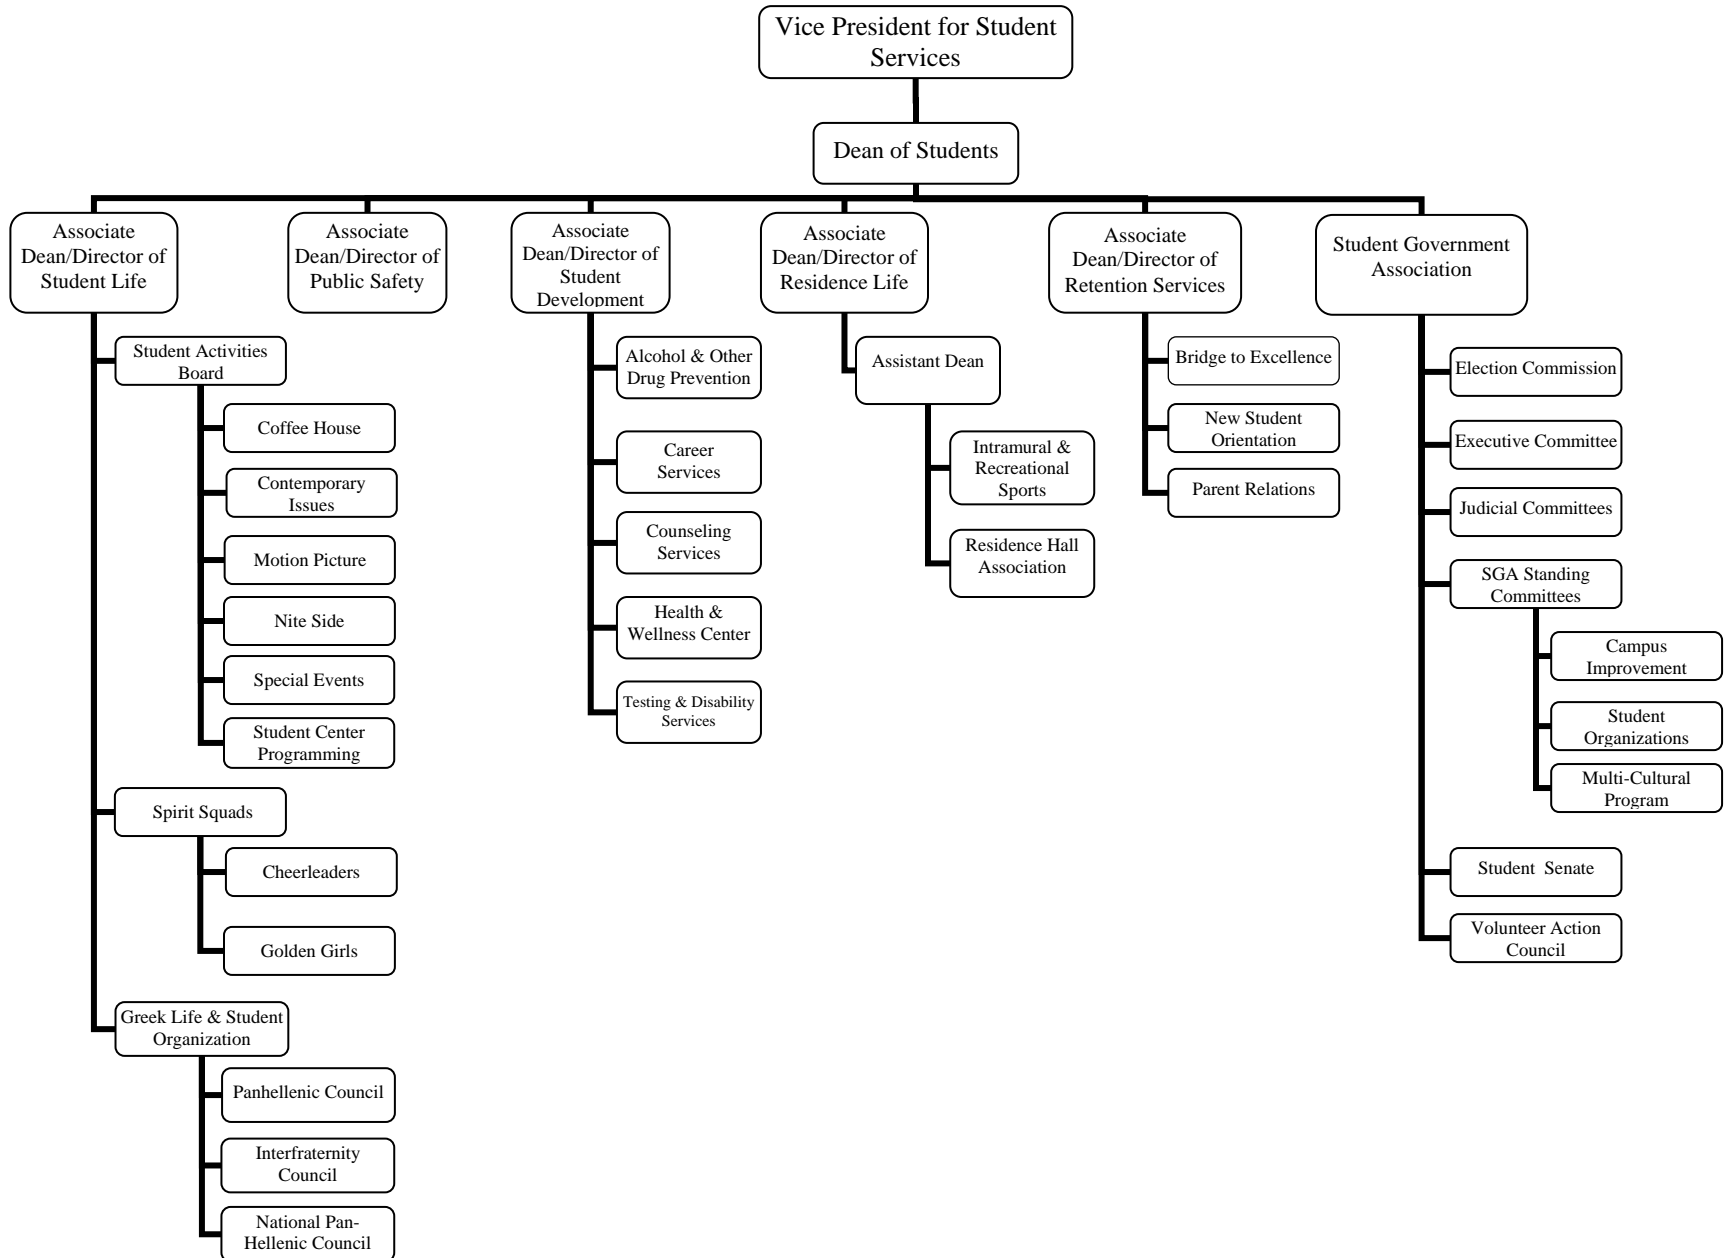 Vice President for Student
Services
Dean of Students
Associate
Dean/Director of
Student Life
Associate
Dean/Director of
Public Safety
Associate
Dean/Director of
Student
Development
Associate
Dean/Director of
Residence Life
Associate
Dean/Director of
Retention Services
Student Government
Association
Student Activities
Board
Coffee House
Contemporary
Issues
Motion Picture
Nite Side
Special Events
Student Center
Programming
Spirit Squads
Cheerleaders
Golden Girls
Greek Life & Student
Organization
Panhellenic Council
Interfraternity
Council
National Pan-
Hellenic Council
Alcohol & Other
Drug Prevention
Career
Services
Counseling
Services
Health &
Wellness Center
Testing & Disability
Services
Assistant Dean
Intramural &
Recreational
Sports
Residence Hall
Association
Bridge to Excellence
New Student
Orientation
Parent Relations
Election Commission
Executive Committee
Judicial Committees
SGA Standing
Committees
Campus
Improvement
Student
Organizations
Multi-Cultural
Program
Student Senate
Volunteer Action
Council